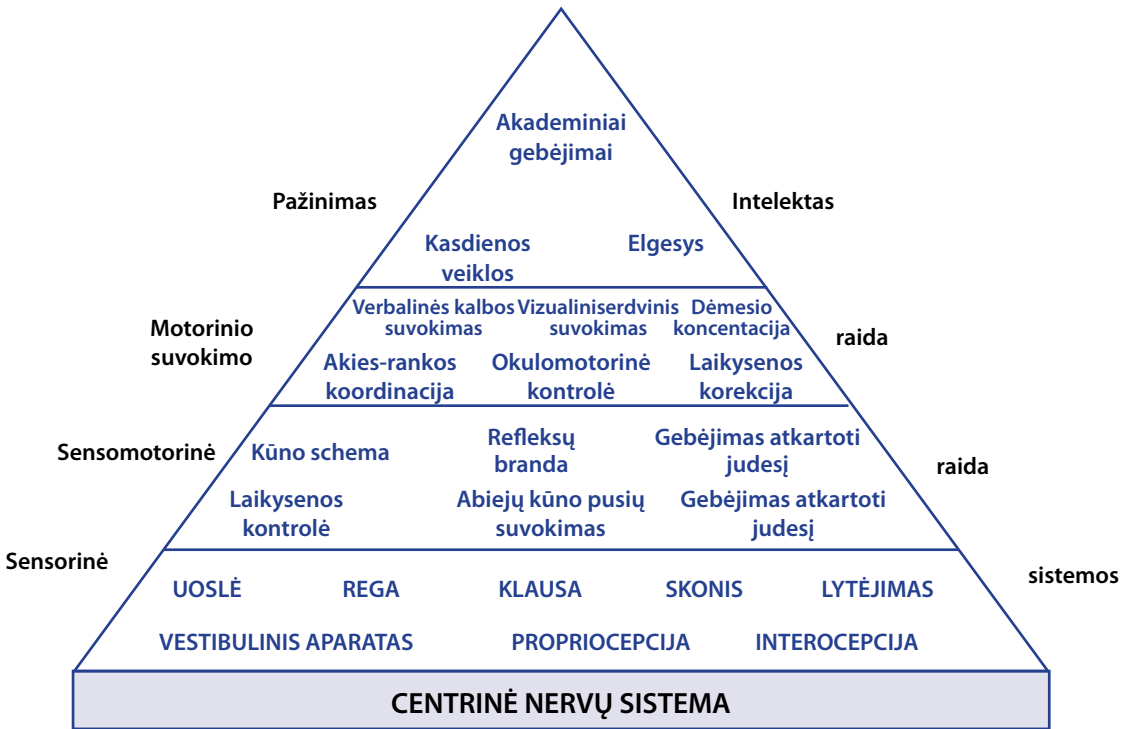 Akademiniai
gebėjimai
Pažinimas
Intelektas
Kasdienos
veiklos
Elgesys
Verbalinės kalbos
suvokimas
Vizualiniserdvinis
suvokimas
Dėmesio
koncentacija
Motorinio
suvokimo
raida
Akies-rankos
koordinacija
Okulomotorinė
kontrolė
Laikysenos
korekcija
Sensomotorinė
Kūno schema
Refleksų
branda
Gebėjimas atkartoti
judesį
raida
Laikysenos
kontrolė
Abiejų kūno pusių
suvokimas
Gebėjimas atkartoti
judesį
Sensorinė
sistemos
UOSLĖ REGA KLAUSA SKONIS LYTĖJIMAS
VESTIBULINIS APARATAS PROPRIOCEPCIJA INTEROCEPCIJA
CENTRINĖ NERVŲ SISTEMA